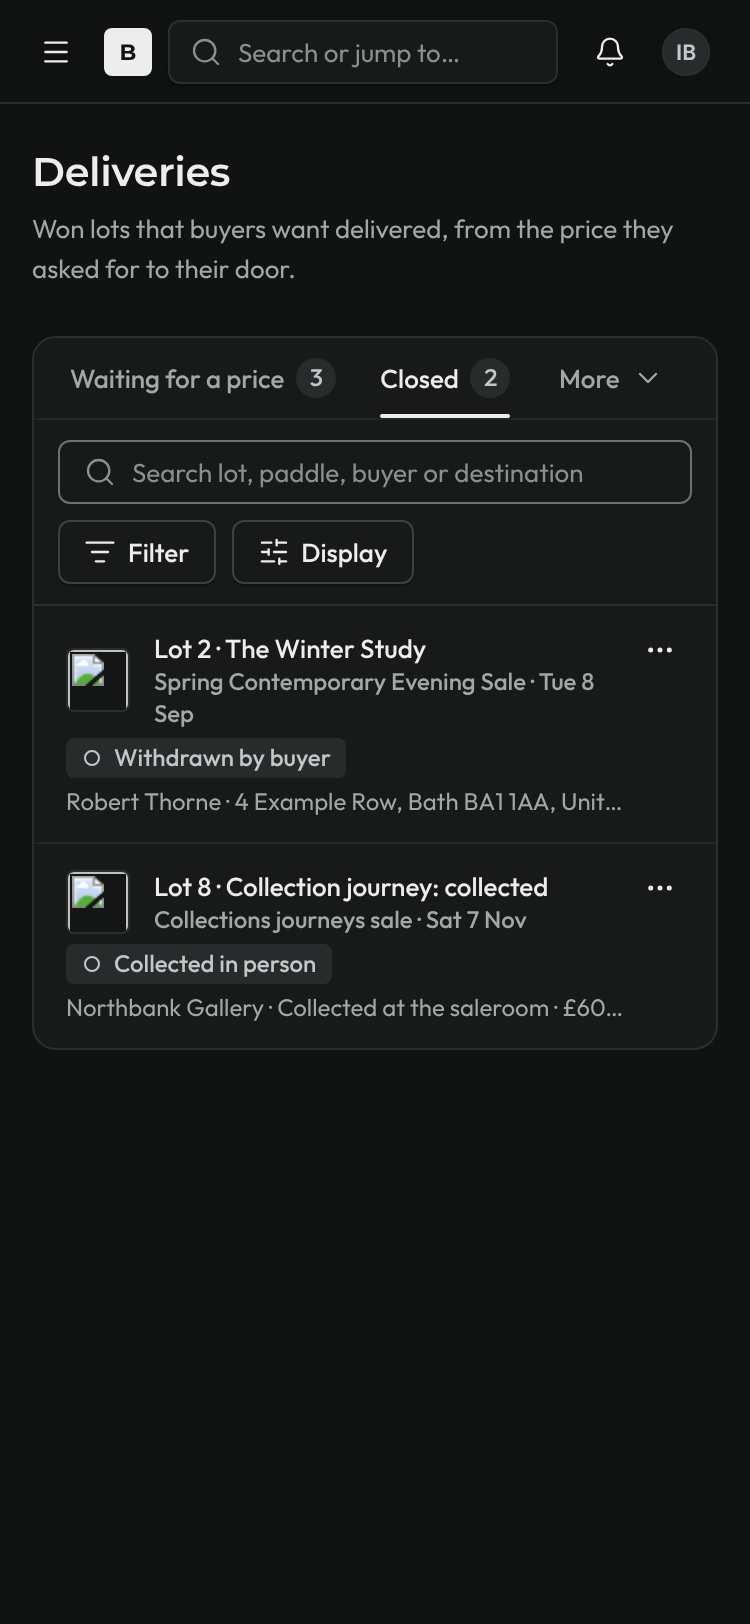 B
Search or jump to...
IB
Deliveries
Won lots that buyers want delivered, from the price they
asked for to their door.
Waiting for a price 3
Closed 2
More
Search lot, paddle, buyer or destination
Filter
Display
Lot 2 · The Winter Study
Spring Contemporary Evening Sale · Tue 8
Sep
Withdrawn by buyer
Robert Thorne · 4 Example Row, Bath BA1 1AA, Unit...
Lot 8 · Collection journey: collected
Collections journeys sale · Sat 7 Nov
Collected in person
Northbank Gallery · Collected at the saleroom · £60...